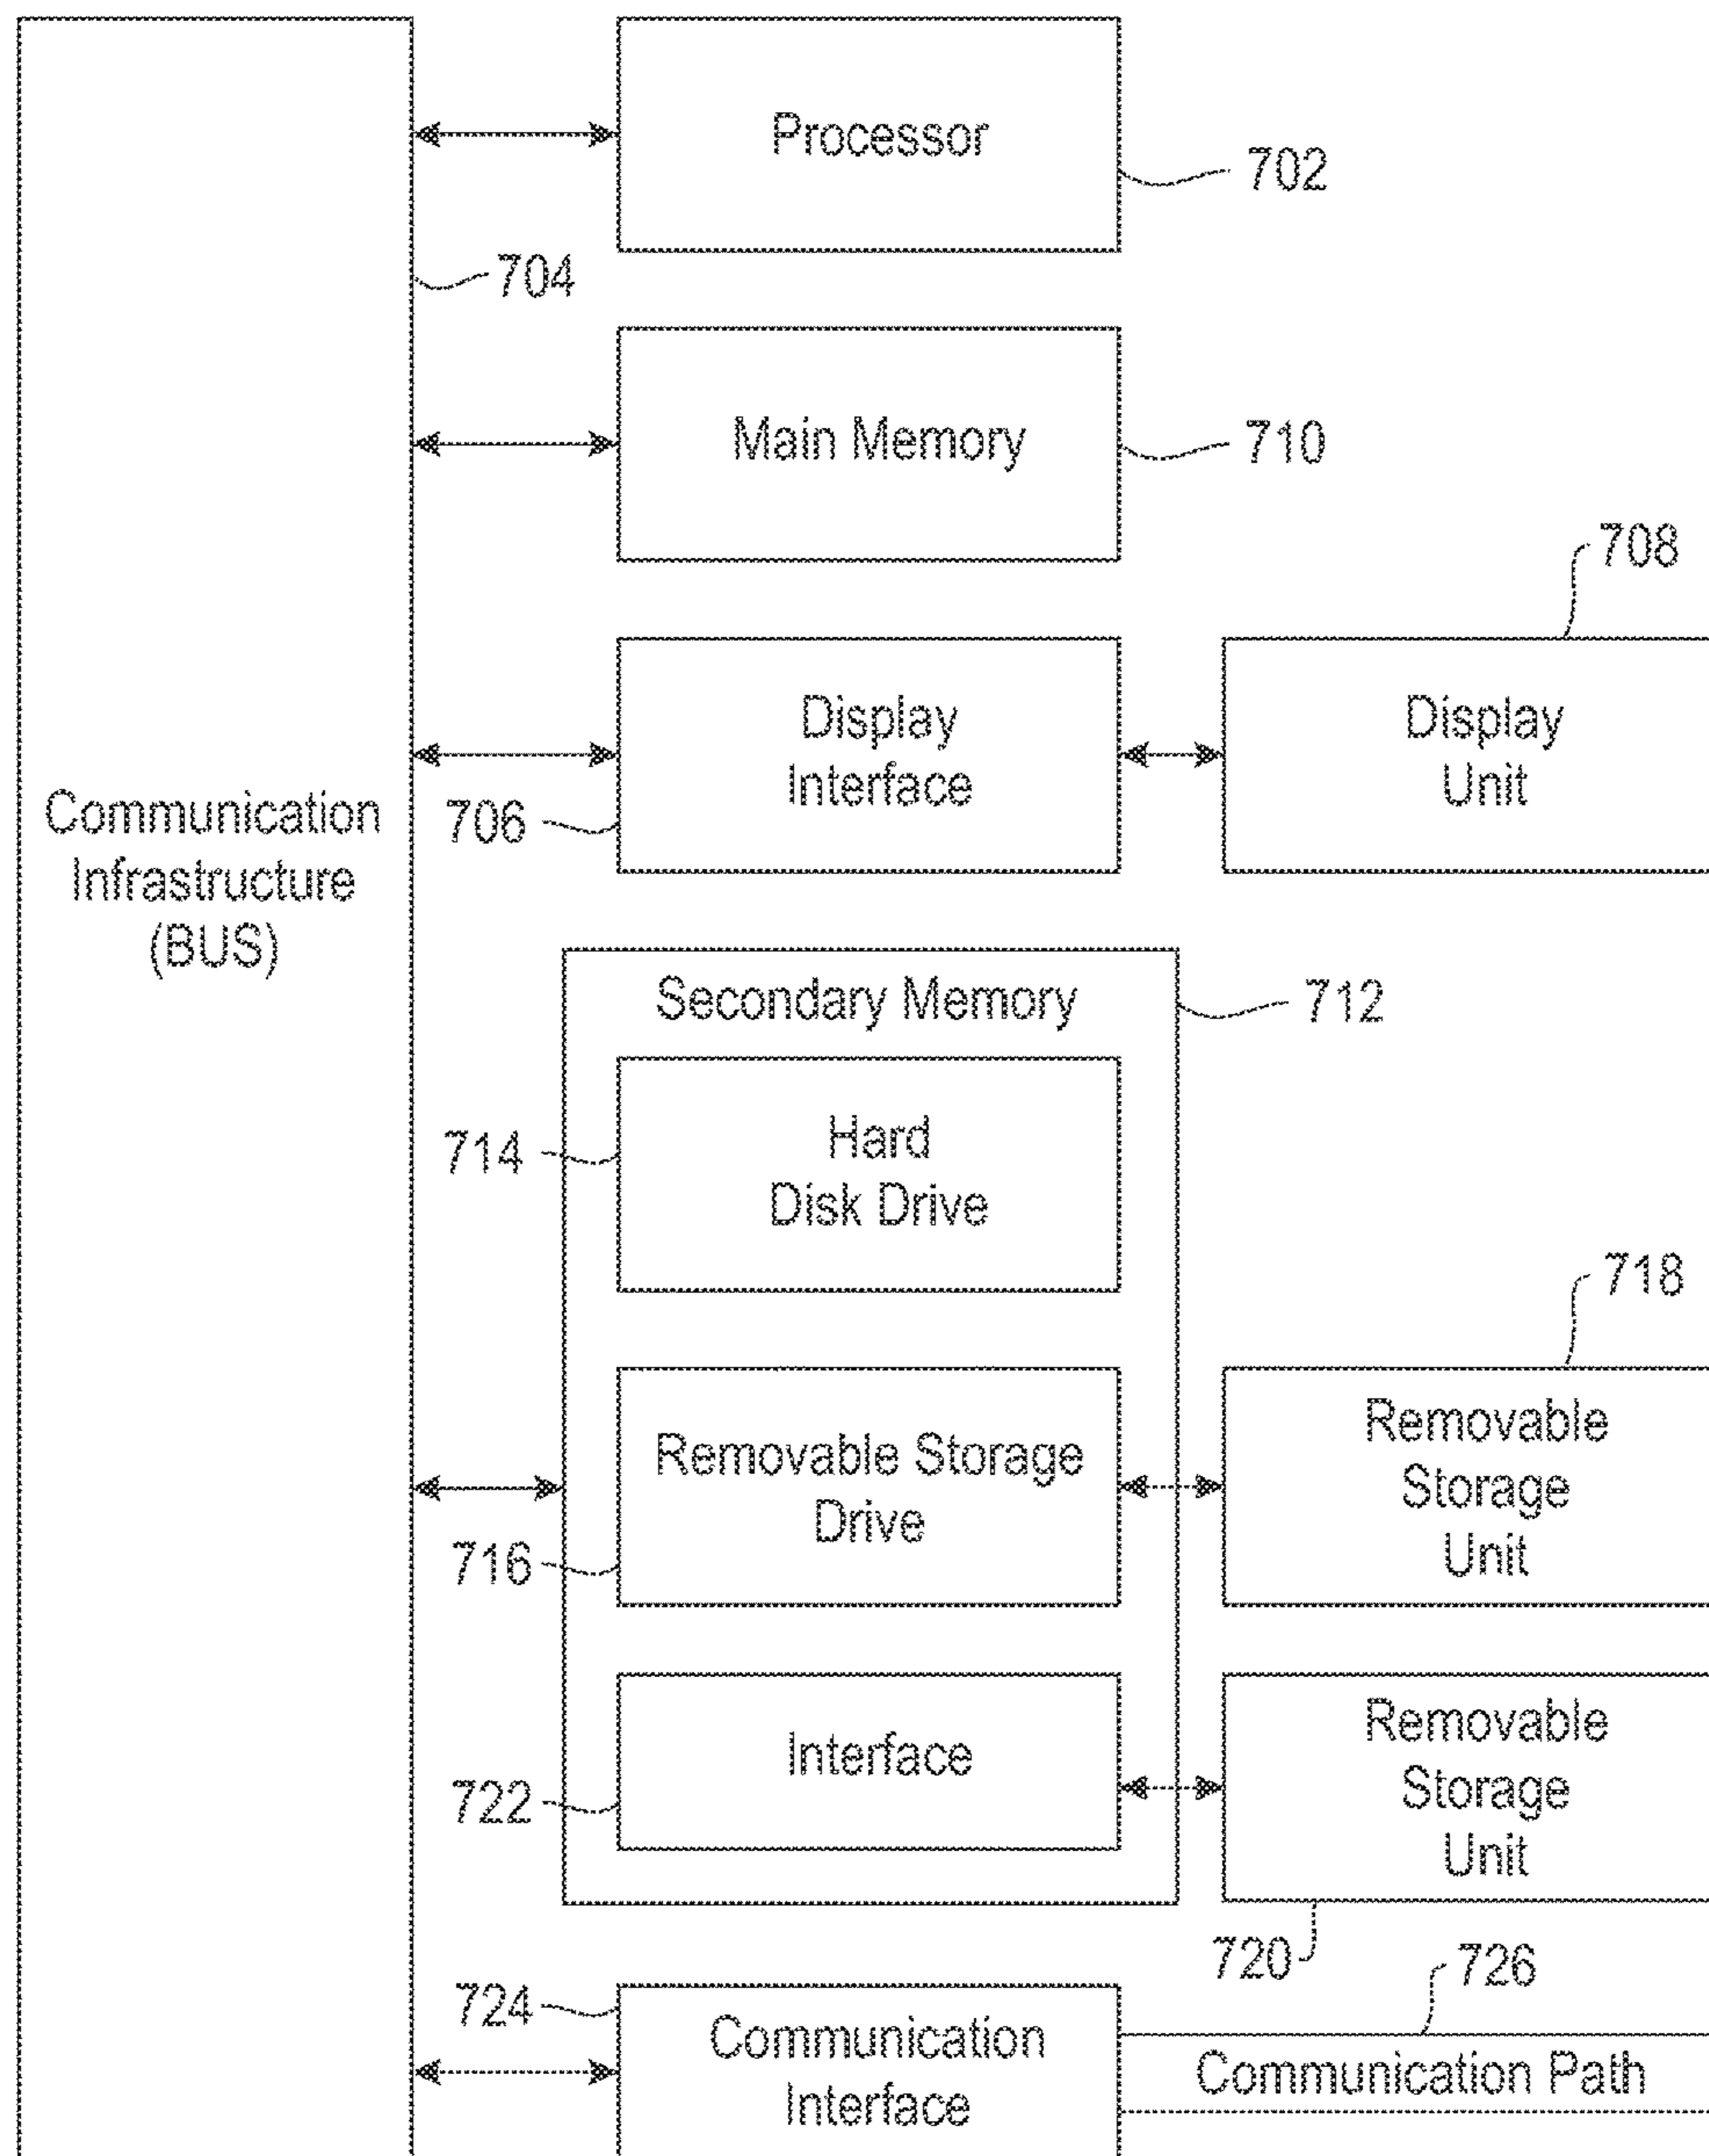 Processor
702
704
Main Memory
710
708
Display
Interface
706
Display
Unit
Communication
Infrastructure
(BUS)
Secondary Memory
712
Hard
Disk Drive
714
718
Removable Storage
Drive
716
Removable
Storage
Unit
Interface
722
Removable
Storage
Unit
720
726
724
Communication
Interface
Communication Path